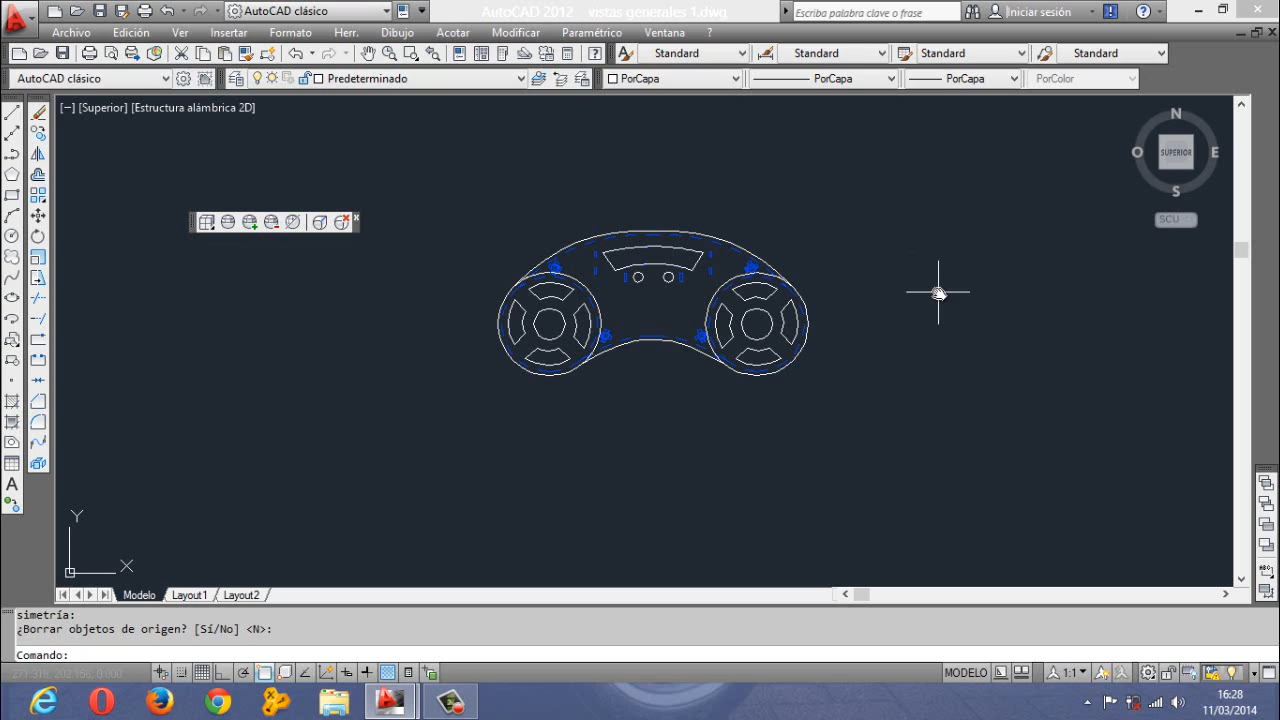 AutoCAD clásico
AutoCAD 2012 vistas generales 1.dwg
Escriba palabra clave o frase
Iniciar sesión
Archivo Edición Ver Insertar Formato Herr. Dibujo Acotar Modificar Paramétrico Ventana ?
Standard Standard Standard Standard
AutoCAD clásico Predeterminado PorCapa PorCapa PorCapa PorColor
[−] [Superior] [Estructura alámbrica 2D]
N
O SUPERIOR E
S
SCU
Y
X
A
Modelo Layout1 Layout2
simetría:
¿Borrar objetos de origen? [Sí/No] <N>:
Comando:
MODELO 1:1
16:28
11/03/2014